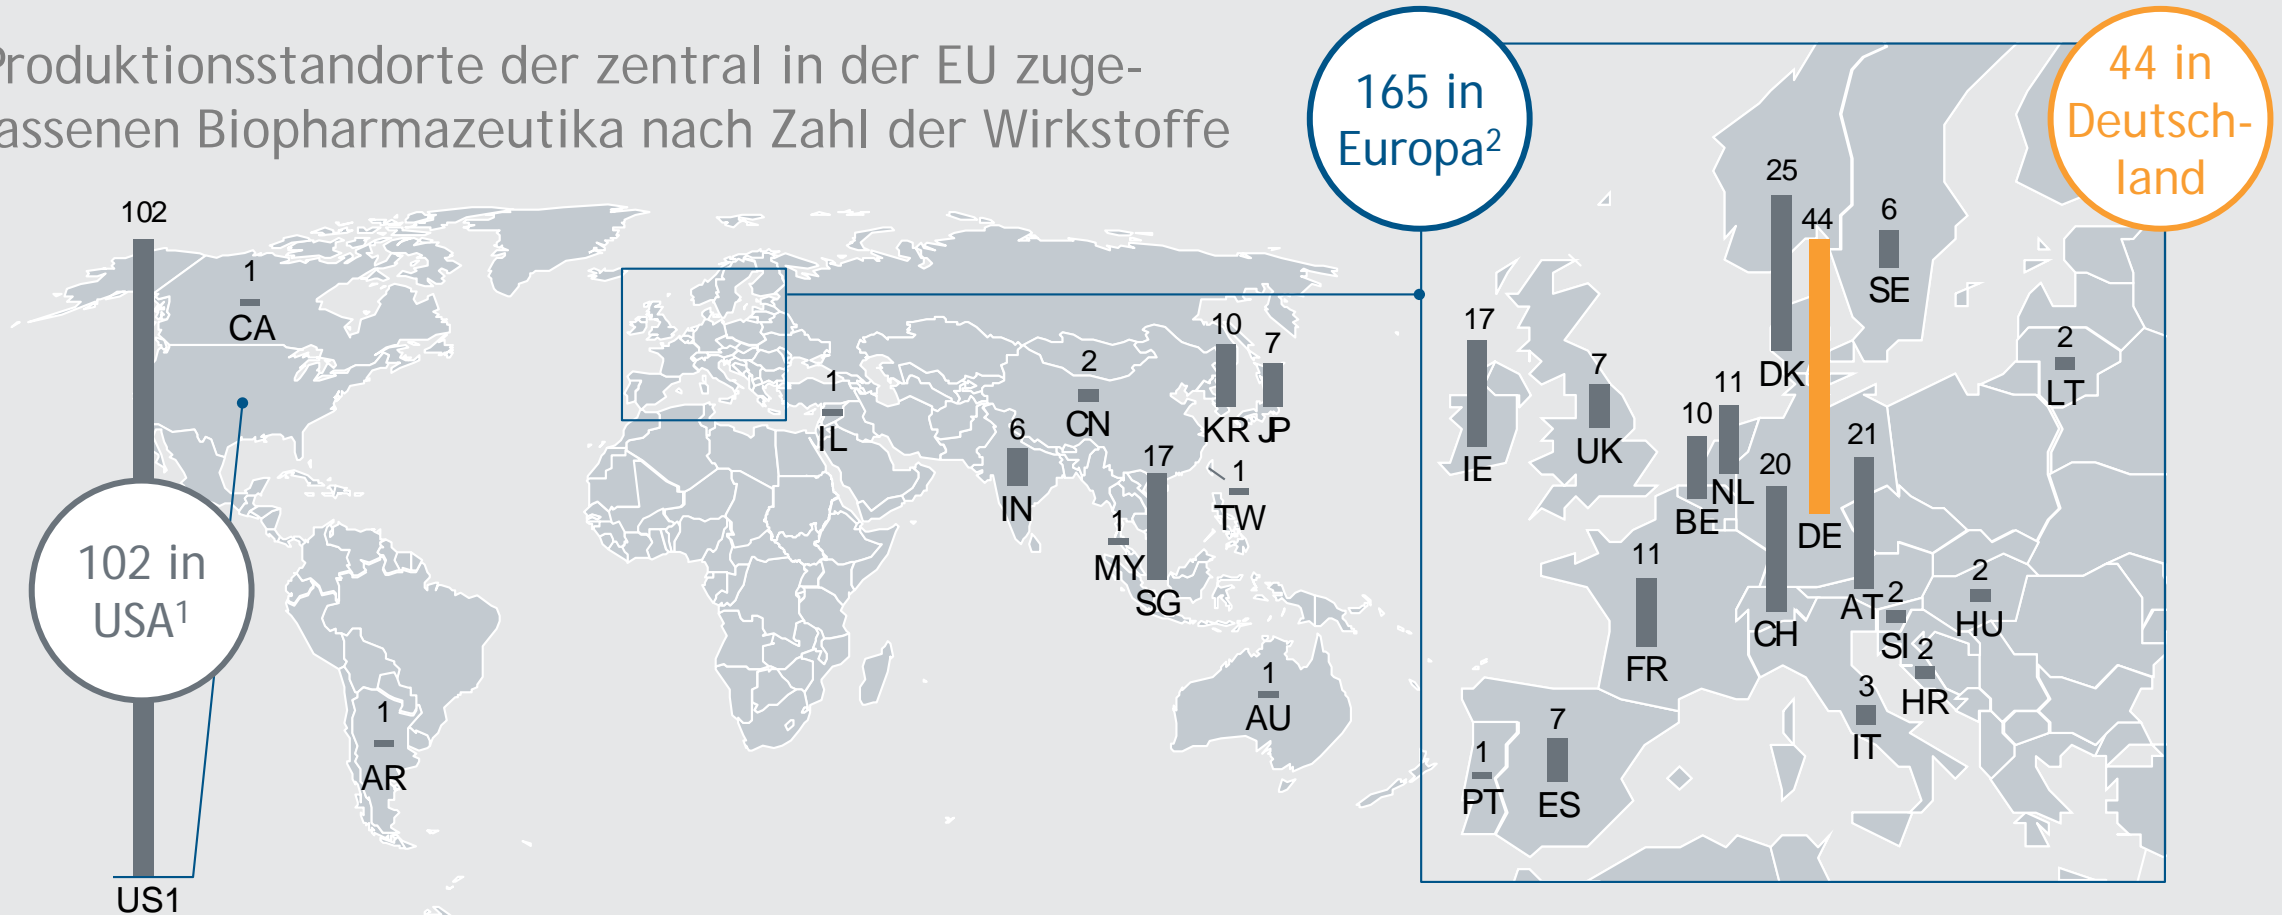 Produktionsstandorte der zentral in der EU zuge-
assenen Biopharmazeutika nach Zahl der Wirkstoffe
165 in
Europa²
44 in
Deutsch-
land
102
1
CA
102 in
USA¹
US1
1
AR
1
IL
2
CN
6
IN
10
KR
7
JP
1
TW
1
MY
17
SG
1
AU
25
DK
44
DE
6
SE
17
IE
7
UK
2
LT
10
BE
11
NL
20
CH
21
AT
11
FR
2
SI
2
HU
2
HR
3
IT
1
PT
7
ES